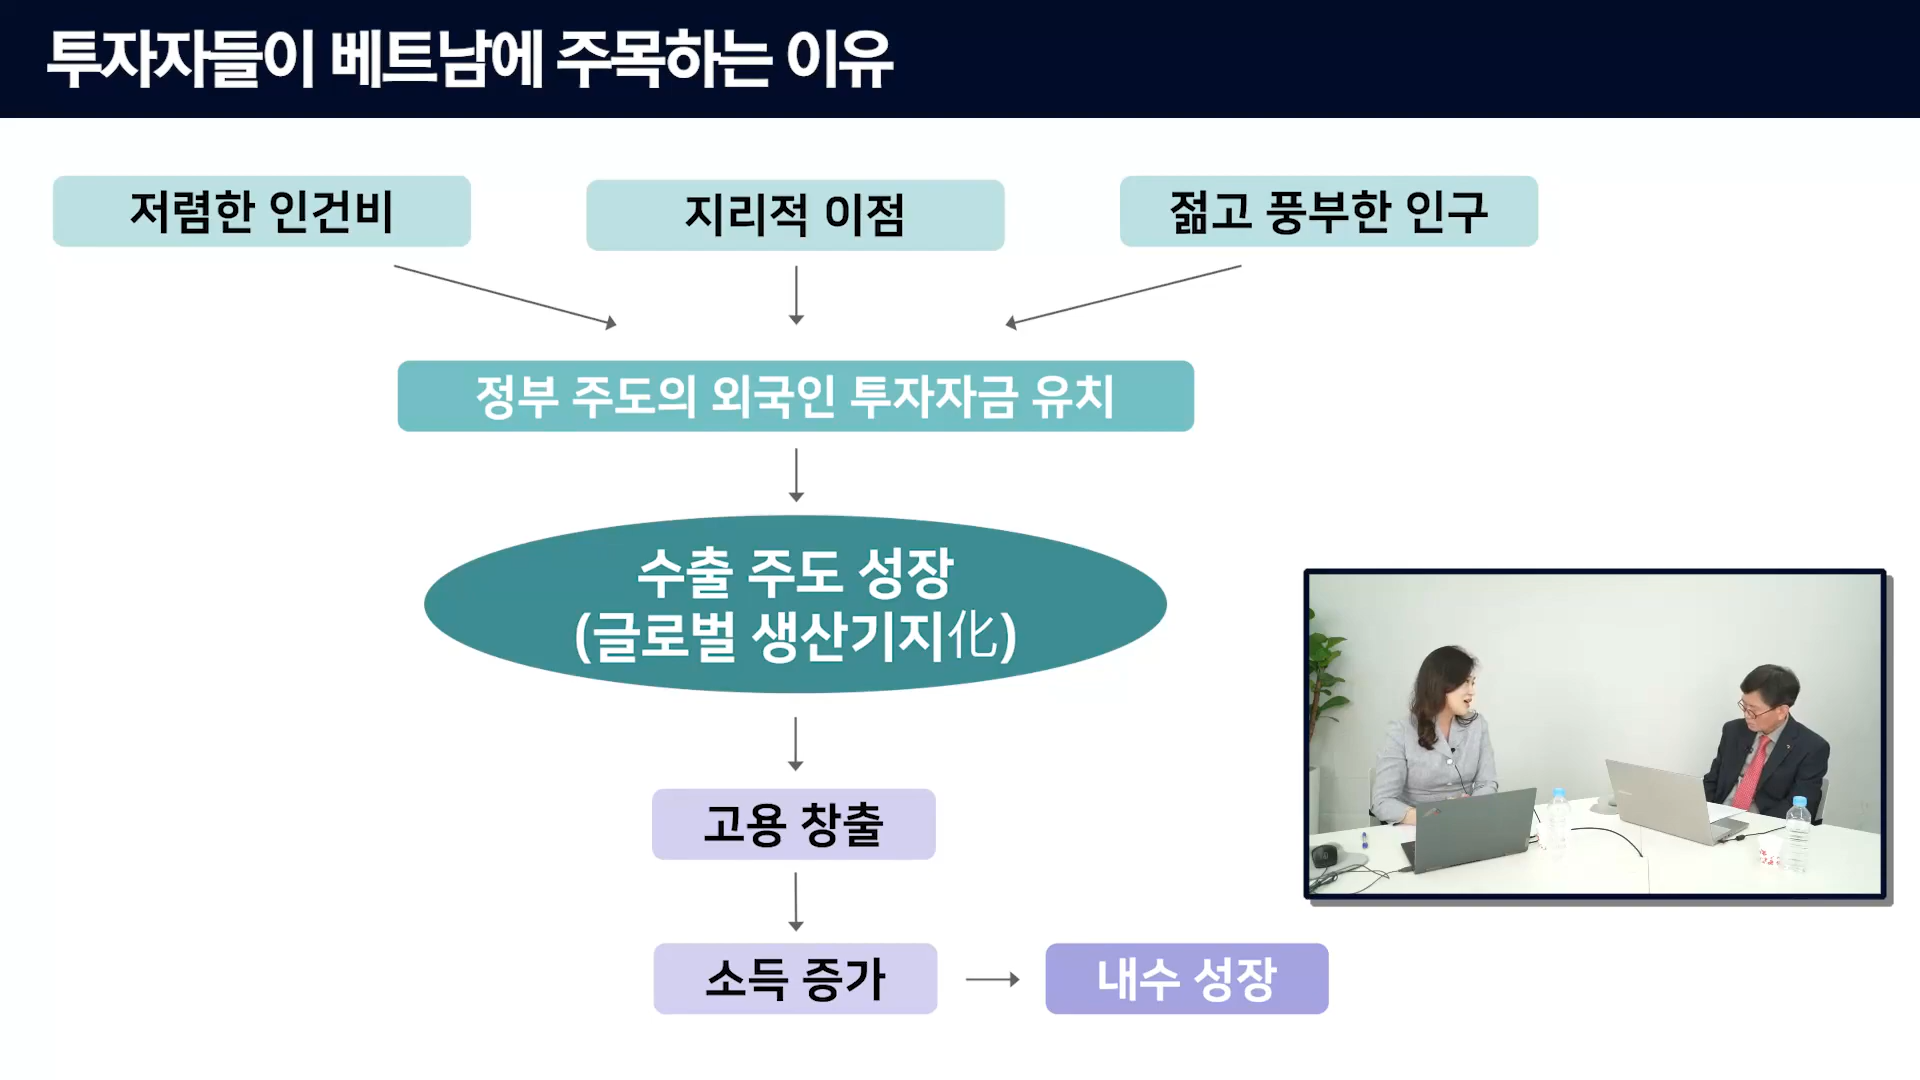 투자자들이 베트남에 주목하는 이유
저렴한 인건비
지리적 이점
젊고 풍부한 인구
정부 주도의 외국인 투자자금 유치
수출 주도 성장
(글로벌 생산기지化)
고용 창출
소득 증가
내수 성장